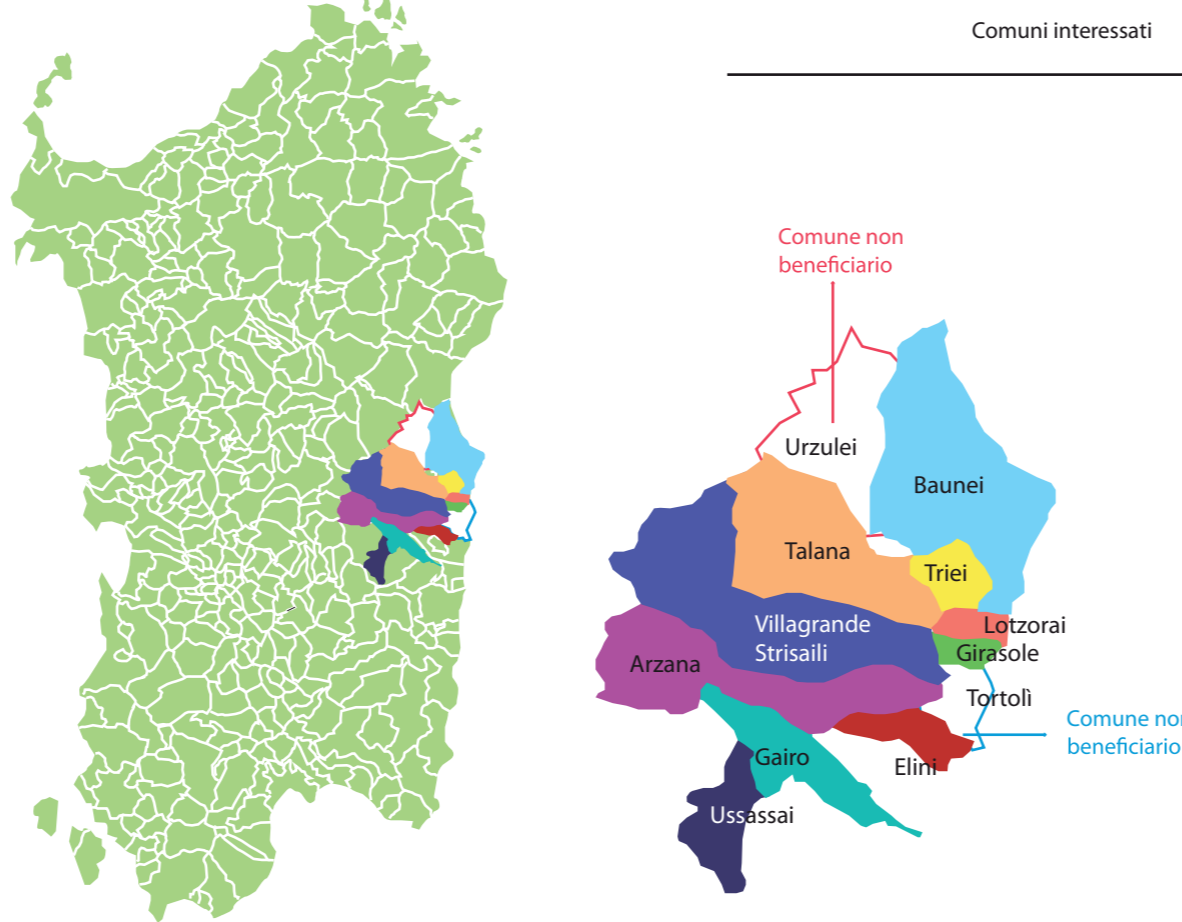 Comuni interessati
Comune non
beneficiario
Urzulei
Baunei
Talana
Triei
Villagrande
Strisaili
Lotzorai
Girasole
Arzana
Tortolì
Comune non
beneficiario
Gairo
Elini
Ussassai